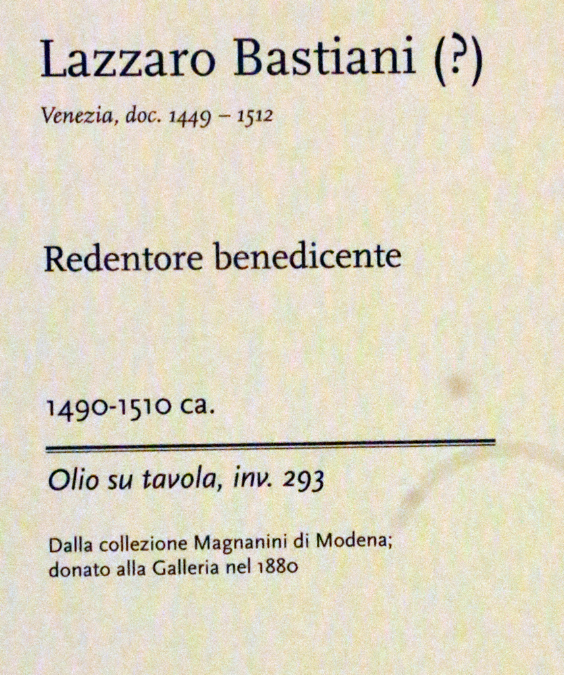 Lazzaro Bastiani (?)
Venezia, doc. 1449 – 1512
Redentore benedicente
1490-1510 ca.
Olio su tavola, inv. 293
Dalla collezione Magnanini di Modena;
donato alla Galleria nel 1880